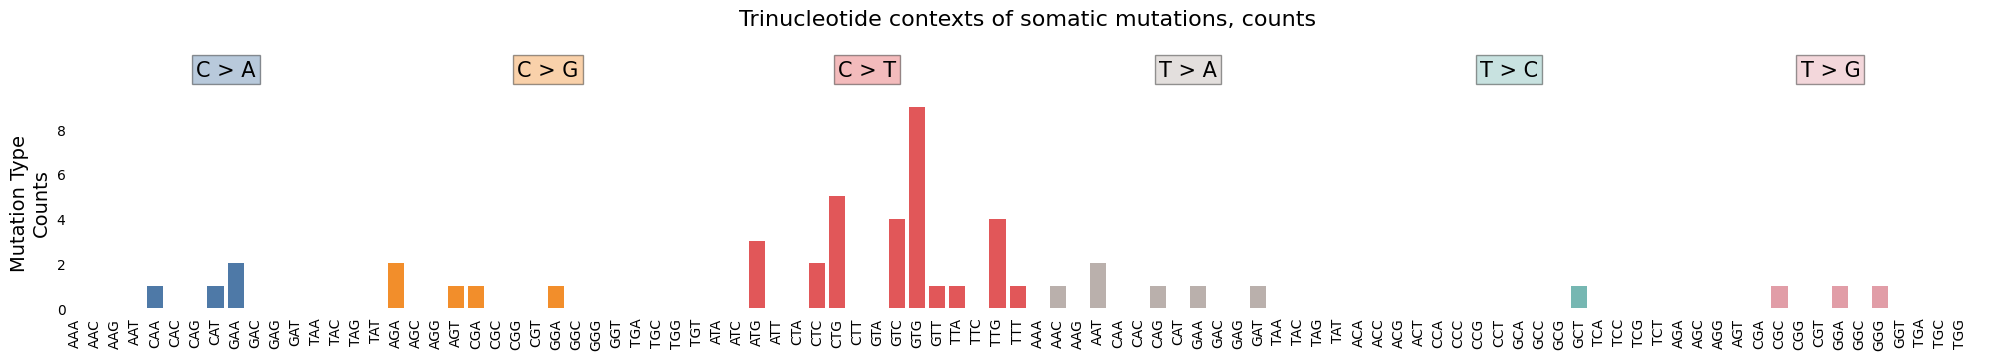 Trinucleotide contexts of somatic mutations, counts
C > A C > G C > T T > A T > C T > G
Mutation Type
Counts
8
6
4
2
0
AAA AAC AAG AAT CAA CAC CAG CAT GAA GAC GAG GAT TAA TAC TAG TAT AGA AGC AGG AGT CGA CGC CGG CGT GGA GGC GGG GGT TGA TGC TGG TGT ATA ATC ATG ATT CTA CTC CTG CTT GTA GTC GTG GTT TTA TTC TTG TTT AAA AAC AAG AAT CAA CAC CAG CAT GAA GAC GAG GAT TAA TAC TAG TAT ACA ACC ACG ACT CCA CCC CCG CCT GCA GCC GCG GCT TCA TCC TCG TCT AGA AGC AGG AGT CGA CGC CGG CGT GGA GGC GGG GGT TGA TGC TGG